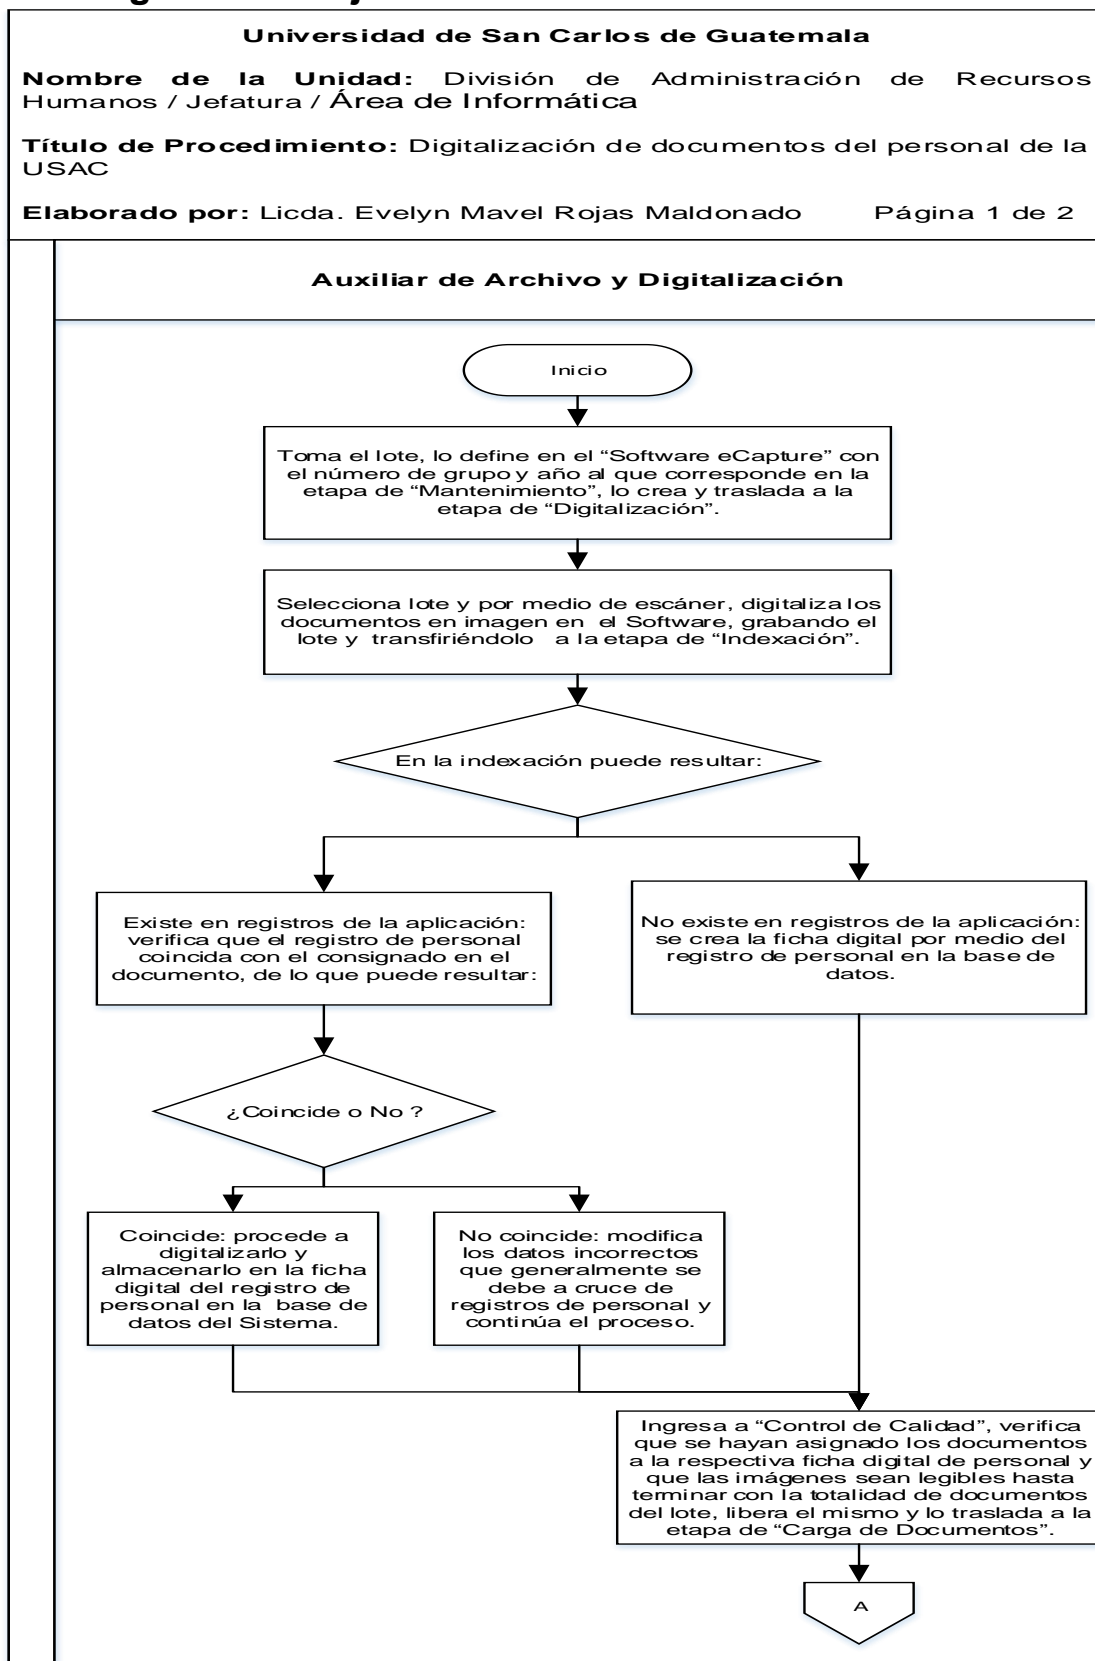 Universidad de San Carlos de Guatemala
Nombre de la Unidad: División de Administración de Recursos
Humanos / Jefatura / Área de Informática
Título de Procedimiento: Digitalización de documentos del personal de la
USAC
Elaborado por: Licda. Evelyn Mavel Rojas Maldonado Página 1 de 2
Auxiliar de Archivo y Digitalización
Inicio
Toma el lote, lo define en el “Software eCapture” con
el número de grupo y año al que corresponde en la
etapa de “Mantenimiento”, lo crea y traslada a la
etapa de “Digitalización”.
Selecciona lote y por medio de escáner, digitaliza los
documentos en imagen en el Software, grabando el
lote y transfiriéndolo a la etapa de “Indexación”.
En la indexación puede resultar:
Existe en registros de la aplicación:
verifica que el registro de personal
coincida con el consignado en el
documento, de lo que puede resultar:
No existe en registros de la aplicación:
se crea la ficha digital por medio del
registro de personal en la base de
datos.
¿Coincide o No ?
Coincide: procede a
digitalizarlo y
almacenarlo en la ficha
digital del registro de
personal en la base de
datos del Sistema.
No coincide: modifica
los datos incorrectos
que generalmente se
debe a cruce de
registros de personal y
continúa el proceso.
Ingresa a “Control de Calidad”, verifica
que se hayan asignado los documentos
a la respectiva ficha digital de personal y
que las imágenes sean legibles hasta
terminar con la totalidad de documentos
del lote, libera el mismo y lo traslada a la
etapa de “Carga de Documentos”.
A